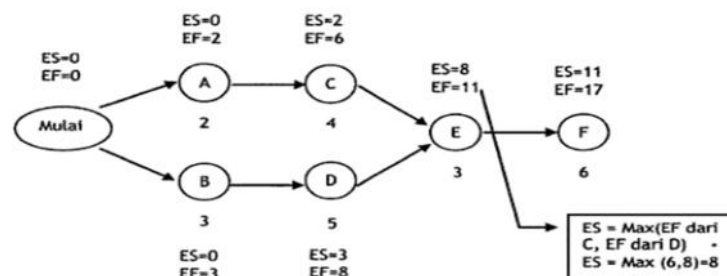 ES=0
EF=0
Mulai
ES=0
EF=2
A
2
ES=2
EF=6
C
4
B
3
ES=0
EF=3
D
5
ES=3
EF=8
ES=8
EF=11
E
3
ES=11
EF=17
F
6
ES = Max(EF dari
C, EF dari D)
ES = Max (6,8)=8